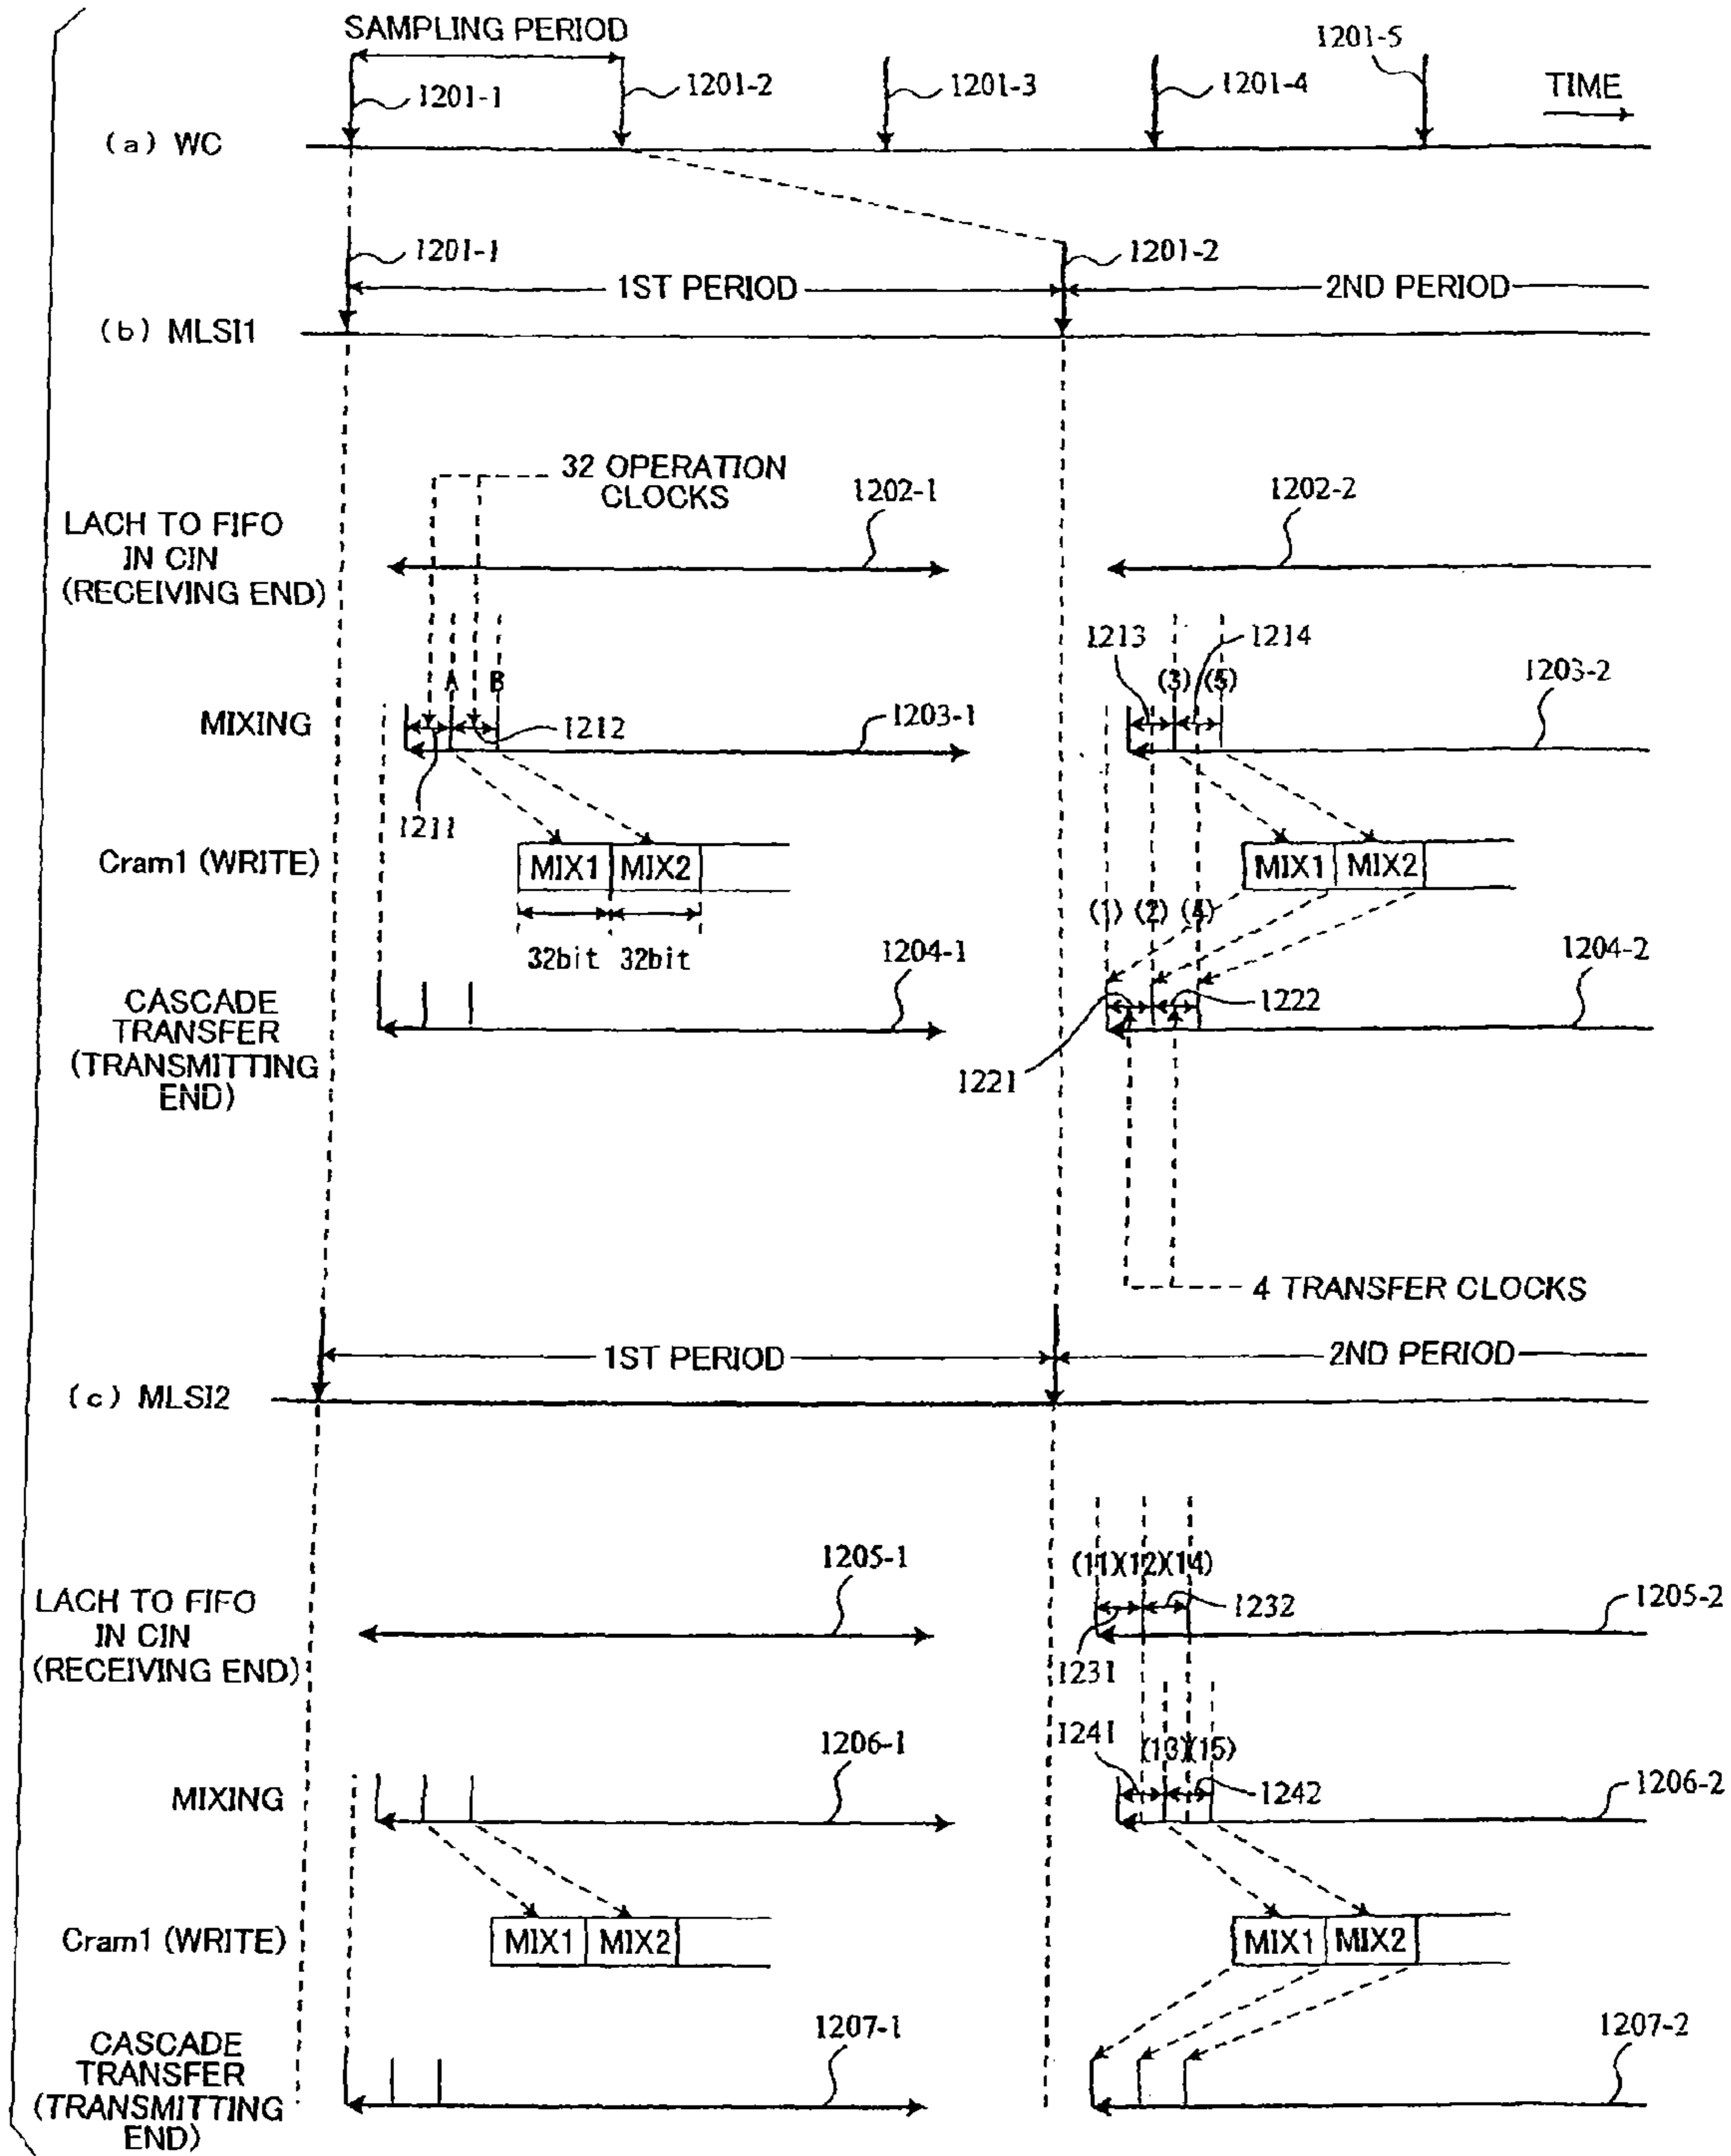 SAMPLING PERIOD
1201-1
1201-2
1201-3
1201-4
1201-5
TIME
(a) WC
1201-1
1201-2
1ST PERIOD
2ND PERIOD
(b) MLSI1
32 OPERATION
CLOCKS
1202-1
1202-2
LACH TO FIFO
IN CIN
(RECEIVING END)
1213
1214
A
B
(3)
(5)
1203-2
MIXING
1212
1203-1
1211
Cram1 (WRITE)
MIX1
MIX2
MIX1
MIX2
(1)
(2)
(4)
32bit
32bit
1204-1
1204-2
CASCADE
TRANSFER
(TRANSMITTING
END)
1222
1221
4 TRANSFER CLOCKS
1ST PERIOD
2ND PERIOD
(c) MLSI2
1205-1
(11)(12)(14)
1232
1205-2
LACH TO FIFO
IN CIN
(RECEIVING END)
1231
1206-1
1241
(13)(15)
MIXING
1242
1206-2
Cram1 (WRITE)
MIX1
MIX2
MIX1
MIX2
1207-1
1207-2
CASCADE
TRANSFER
(TRANSMITTING
END)